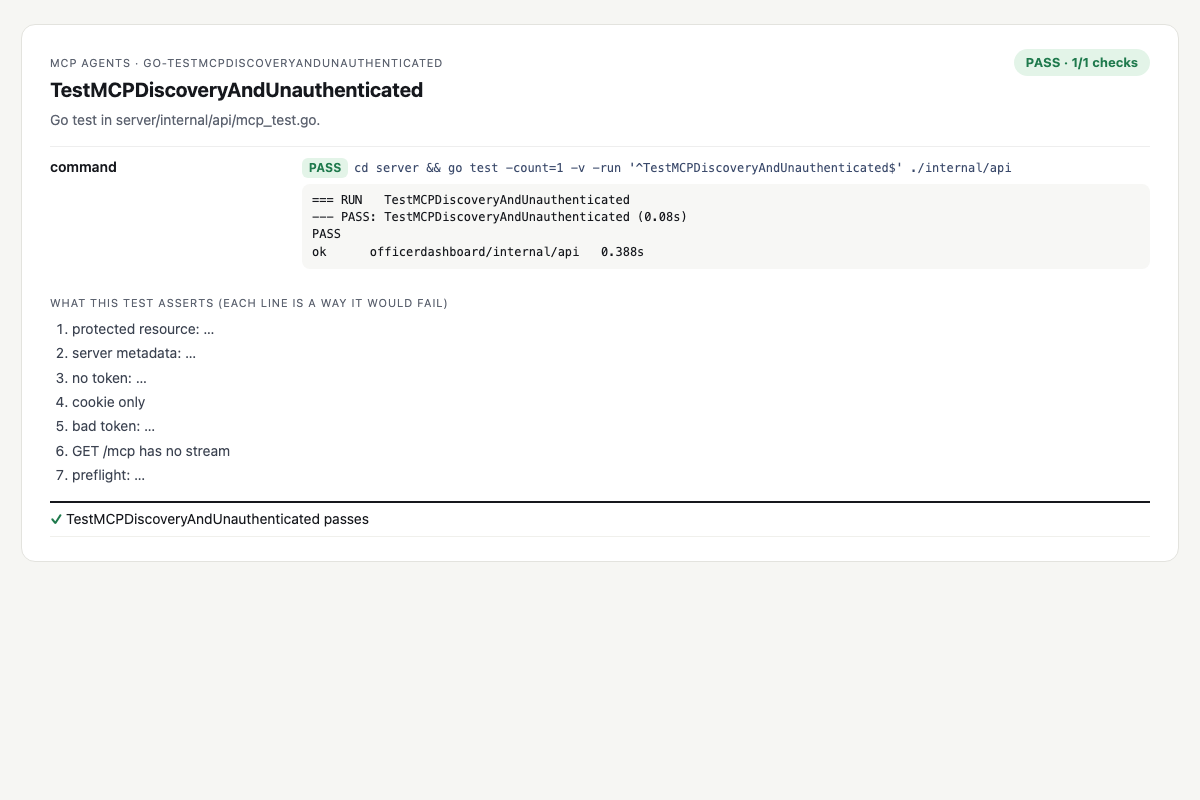 MCP AGENTS · GO-TESTMCPDISCOVERYANDUNAUTHENTICATED
PASS · 1/1 checks
TestMCPDiscoveryAndUnauthenticated
Go test in server/internal/api/mcp_test.go.
command
PASS cd server && go test -count=1 -v -run '^TestMCPDiscoveryAndUnauthenticated$' ./internal/api
=== RUN   TestMCPDiscoveryAndUnauthenticated
--- PASS: TestMCPDiscoveryAndUnauthenticated (0.08s)
PASS
ok      officerdashboard/internal/api   0.388s
WHAT THIS TEST ASSERTS (EACH LINE IS A WAY IT WOULD FAIL)
1. protected resource: …
2. server metadata: …
3. no token: …
4. cookie only
5. bad token: …
6. GET /mcp has no stream
7. preflight: …
✓ TestMCPDiscoveryAndUnauthenticated passes